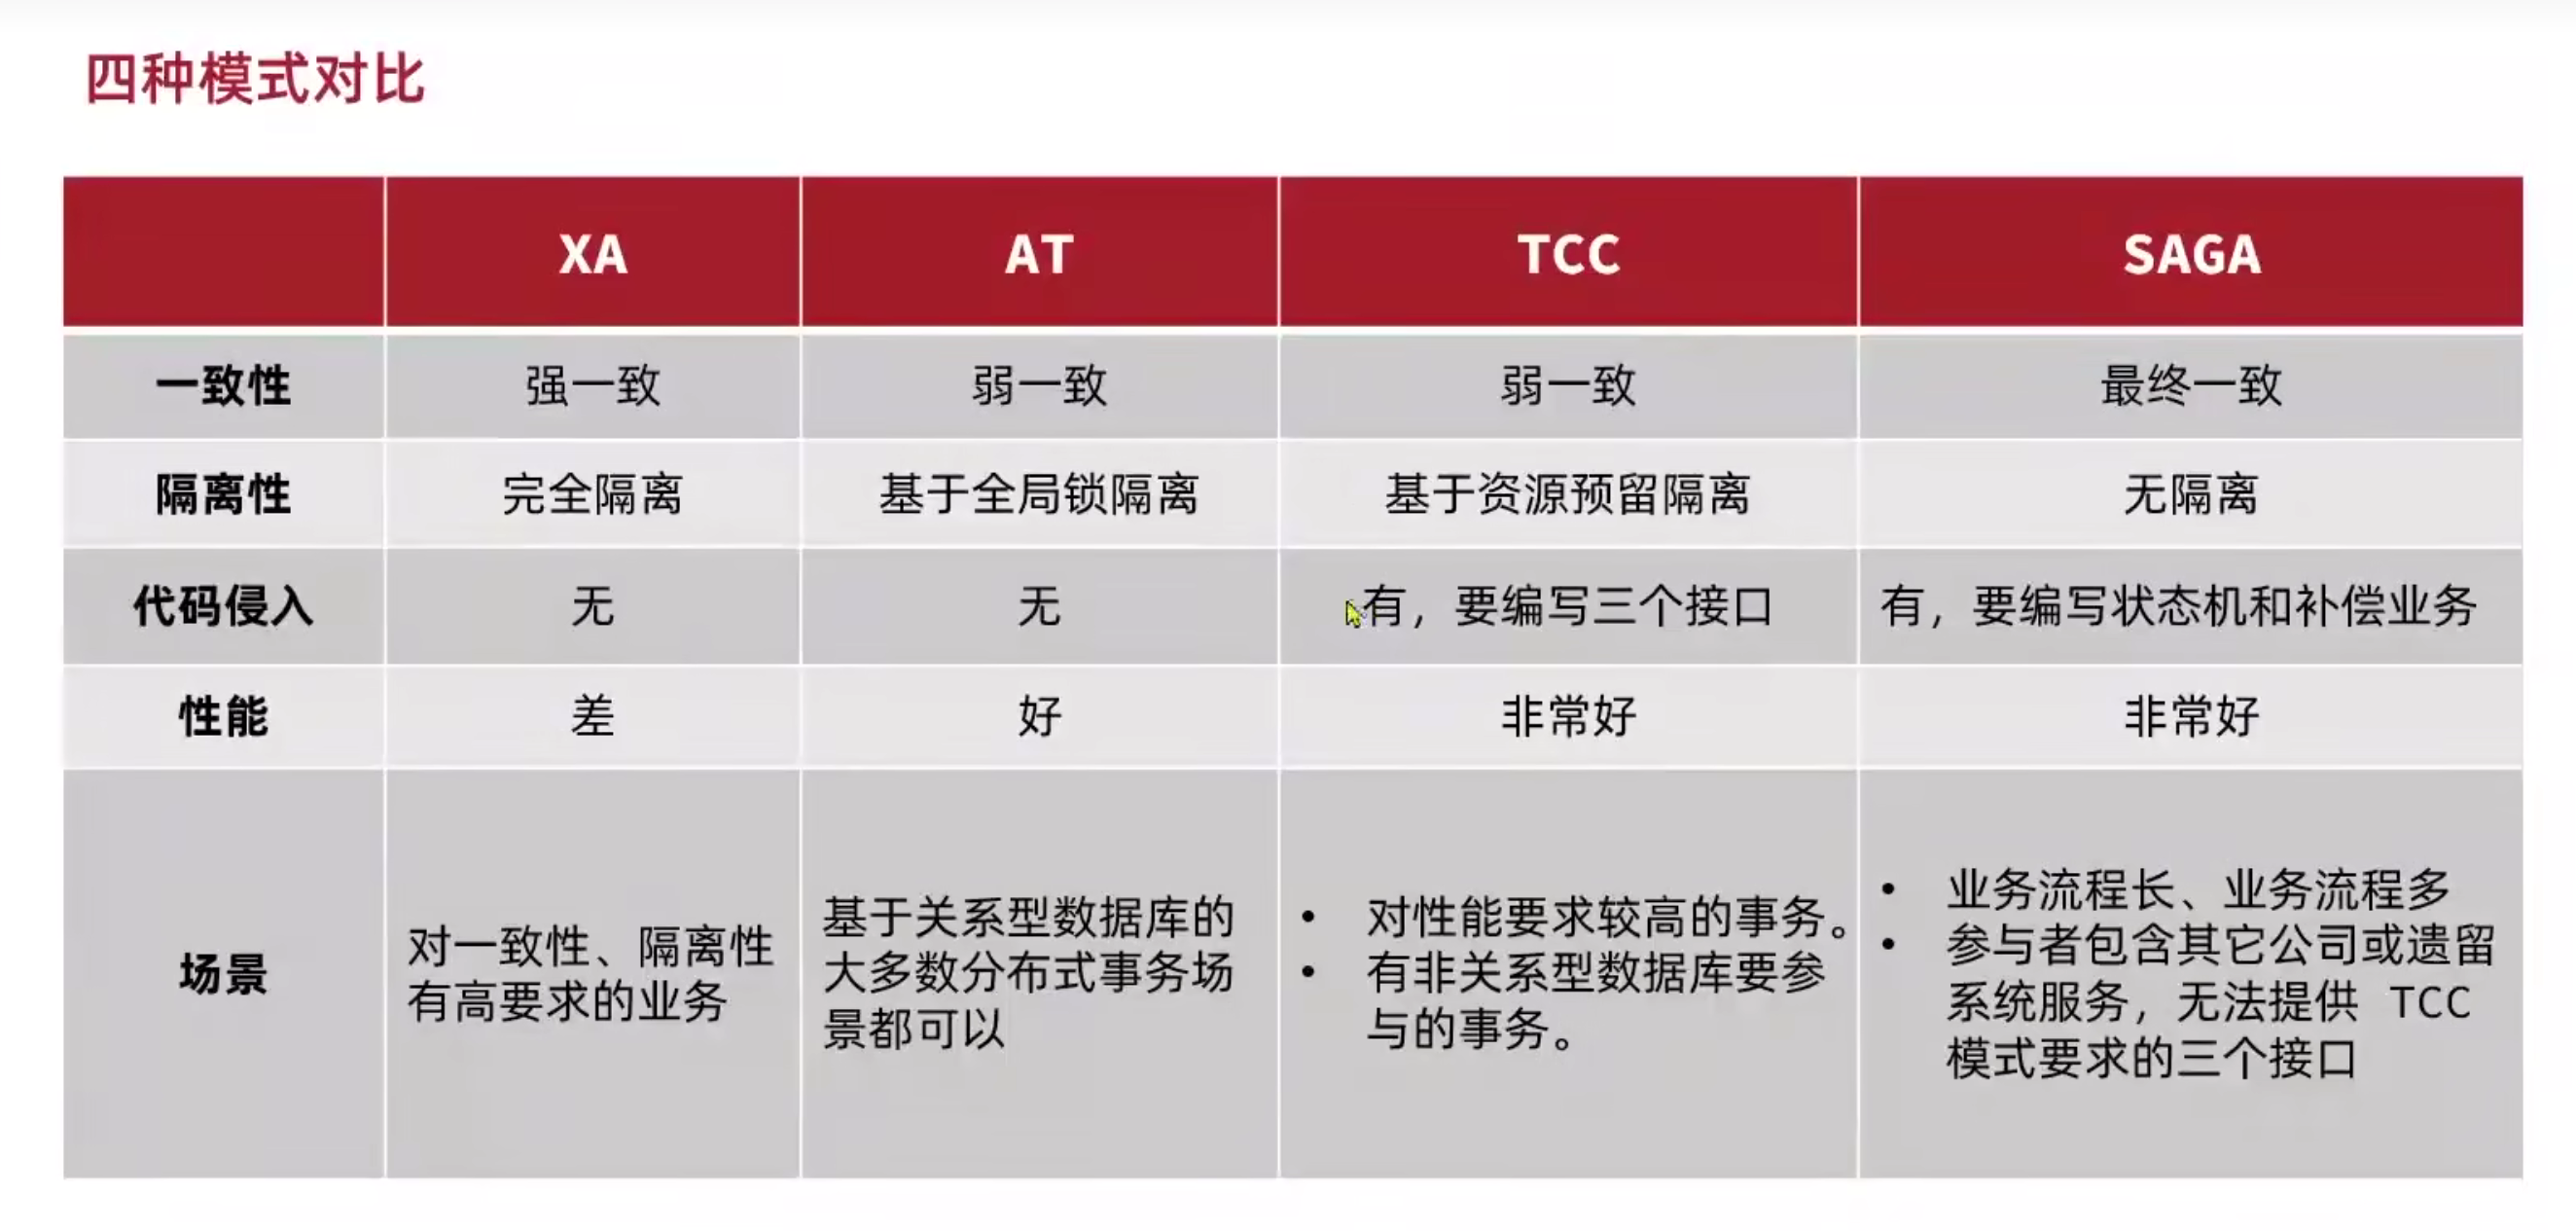 四种模式对比
XA AT TCC SAGA
一致性 强一致 弱一致 弱一致 最终一致
隔离性 完全隔离 基于全局锁隔离 基于资源预留隔离 无隔离
代码侵入 无 无 有，要编写三个接口 有，要编写状态机和补偿业务
性能 差 好 非常好 非常好
场景
对一致性、隔离性
有高要求的业务
基于关系型数据库的
大多数分布式事务场
景都可以
• 对性能要求较高的事务。
• 有非关系型数据库要参
与的事务。
• 业务流程长、业务流程多
• 参与者包含其它公司或遗留
系统服务，无法提供 TCC
模式要求的三个接口